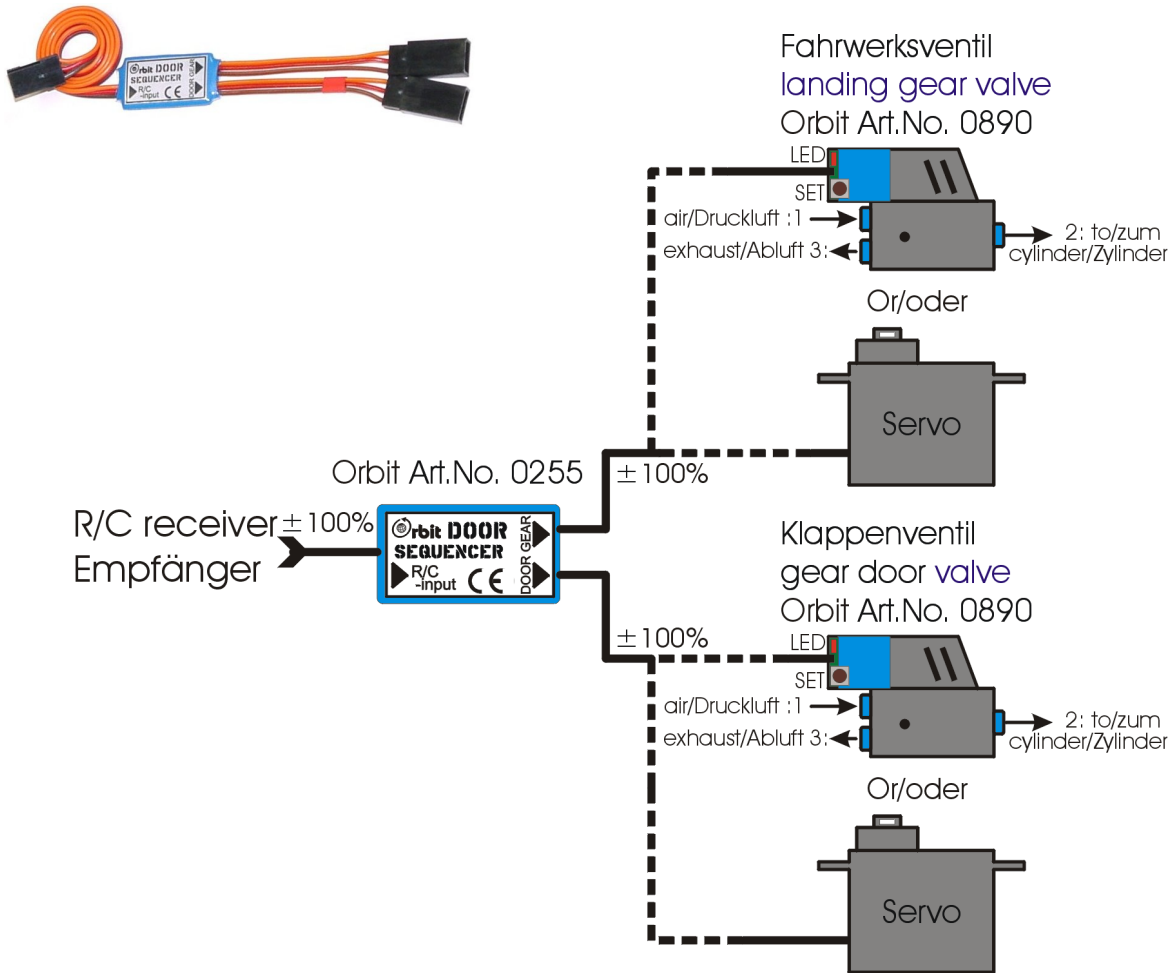 Orbit DOOR
SEQUENCER
R/C
-input CE
DOOR GEAR
Fahrwerksventil
landing gear valve
Orbit Art.No. 0890
LED
SET
air/Druckluft :1
exhaust/Abluft 3:
2: to/zum
cylinder/Zylinder
Or/oder
Servo
±100%
Orbit Art.No. 0255
R/C receiver ±100%
Empfänger
Orbit DOOR
SEQUENCER
R/C
-input CE
DOOR GEAR
±100%
Klappenventil
gear door valve
Orbit Art.No. 0890
LED
SET
air/Druckluft :1
exhaust/Abluft 3:
2: to/zum
cylinder/Zylinder
Or/oder
Servo